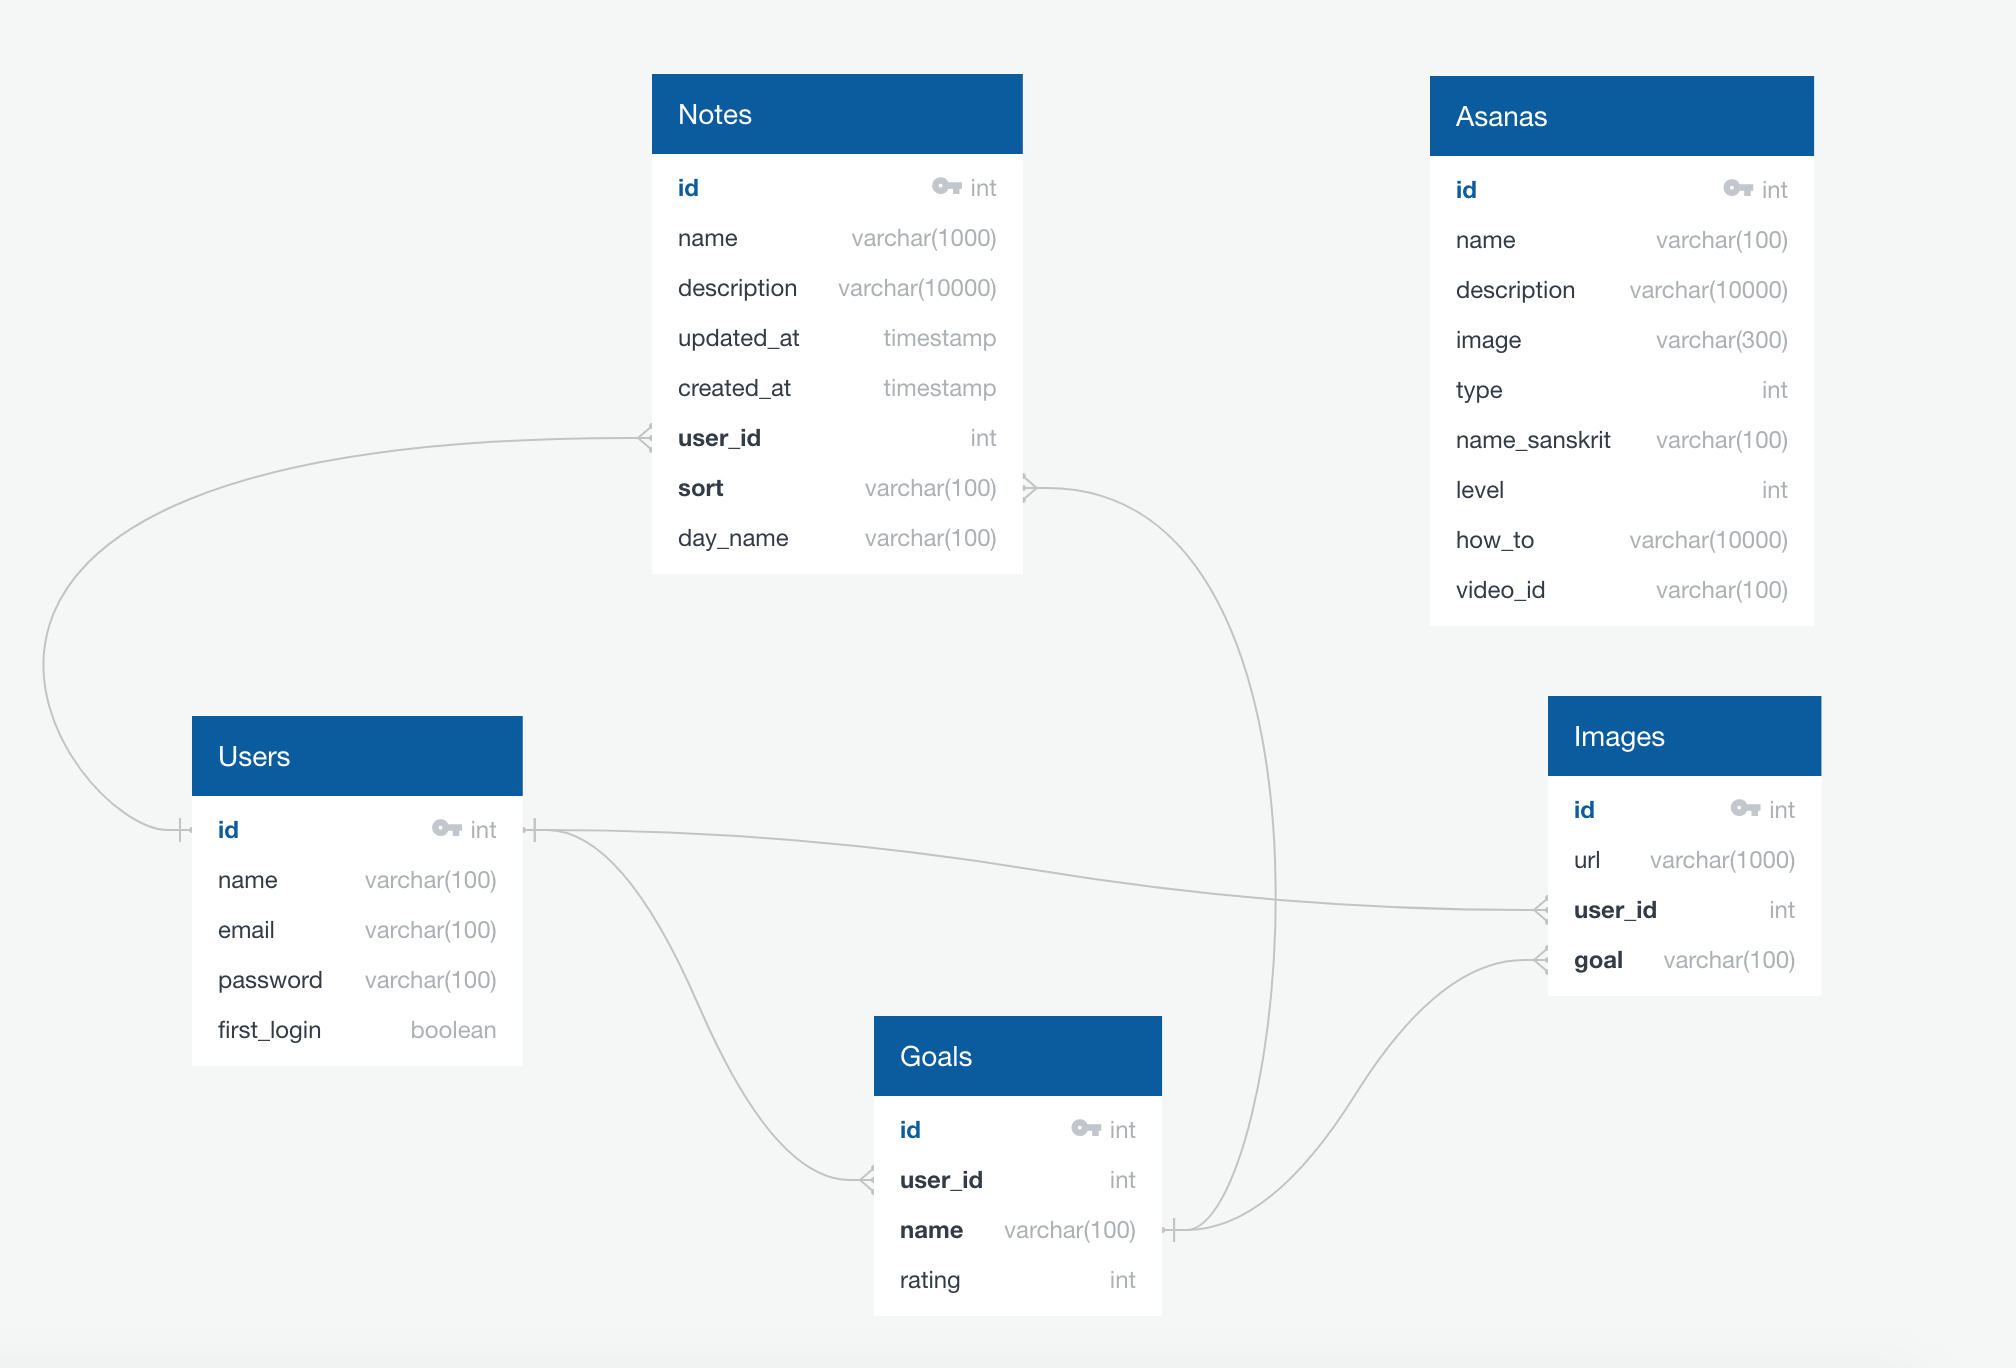 Notes
id int
name varchar(1000)
description varchar(10000)
updated_at timestamp
created_at timestamp
user_id int
sort varchar(100)
day_name varchar(100)
Asanas
id int
name varchar(100)
description varchar(10000)
image varchar(300)
type int
name_sanskrit varchar(100)
level int
how_to varchar(10000)
video_id varchar(100)
Users
id int
name varchar(100)
email varchar(100)
password varchar(100)
first_login boolean
Images
id int
url varchar(1000)
user_id int
goal varchar(100)
Goals
id int
user_id int
name varchar(100)
rating int